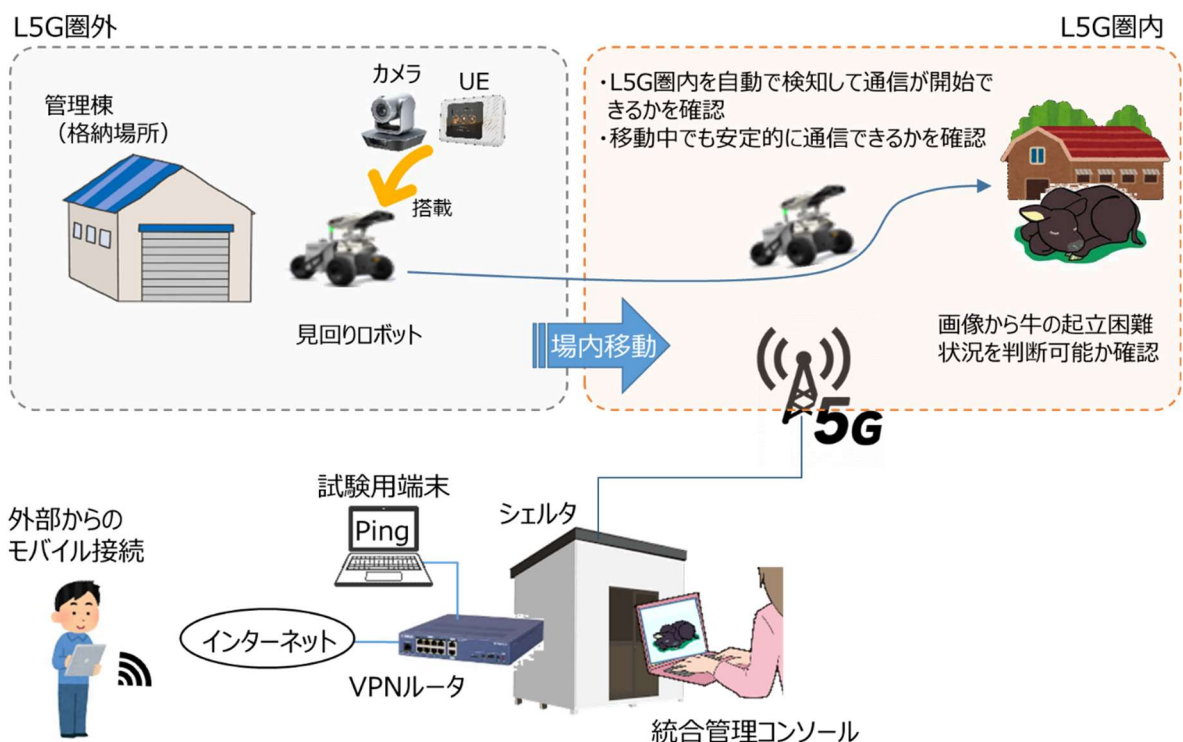 L5G圏外
L5G圏内
管理棟
（格納場所）
カメラ
UE
搭載
見回りロボット
・L5G圏内を自動で検知して通信が開始で
きるかを確認
・移動中でも安定的に通信できるかを確認
場内移動
画像から牛の起立困難
状況を判断可能か確認
5G
外部からの
モバイル接続
試験用端末
Ping
シェルタ
インターネット
VPNルータ
統合管理コンソール